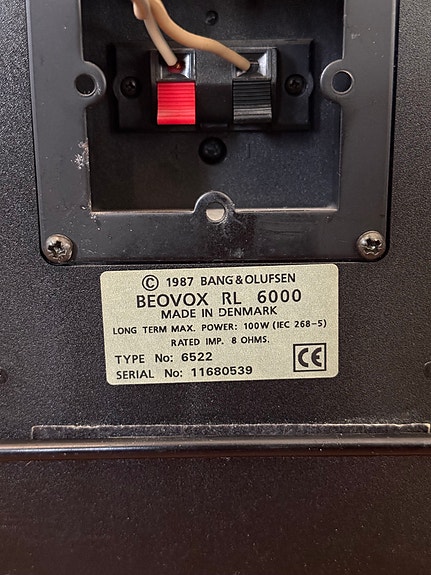 © 1987 BANG & OLUFSEN
BEOVOX RL 6000
MADE IN DENMARK
LONG TERM MAX. POWER: 100W (IEC 268-5)
RATED IMP. 8 OHMS.
TYPE No: 6522
SERIAL No: 11680539
CE